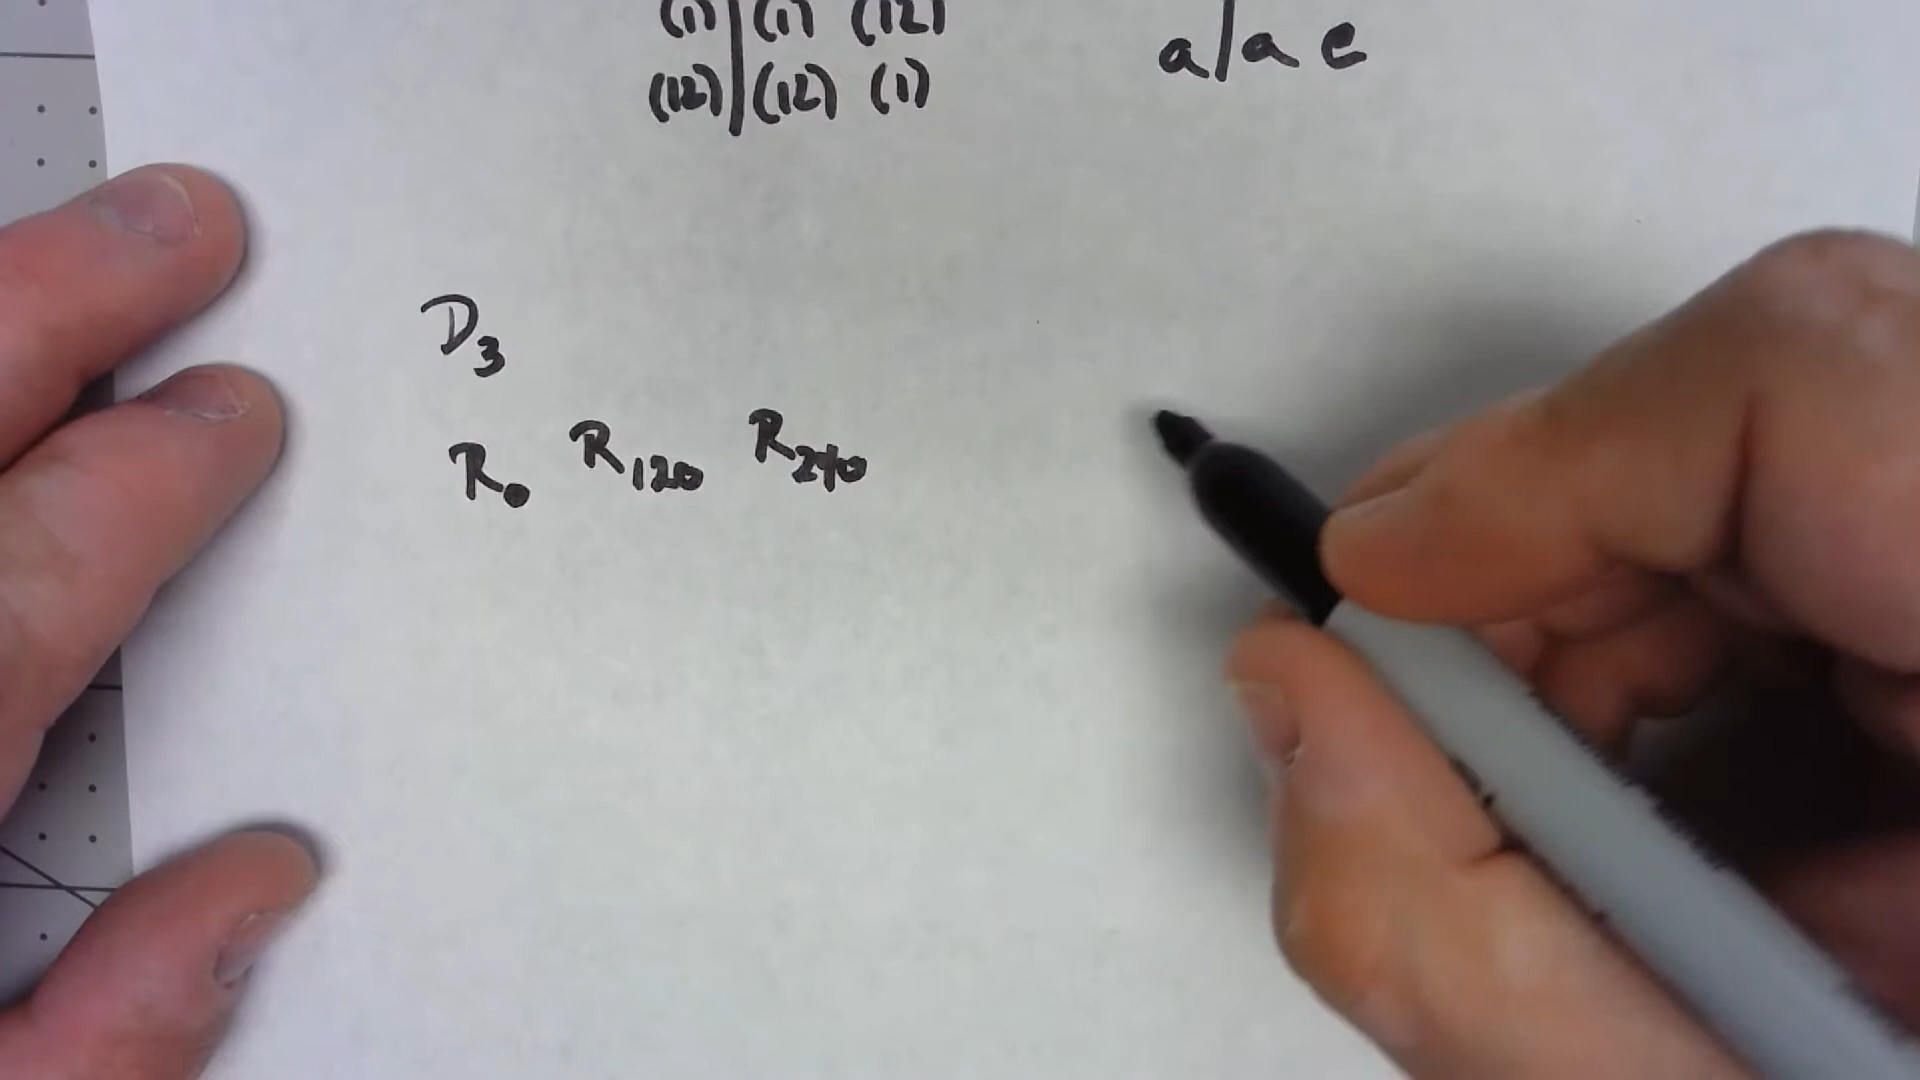 (1) | (1) (12)
(12) | (12) (1)
a | a e
D₃
R₀ R₁₂₀ R₂₄₀